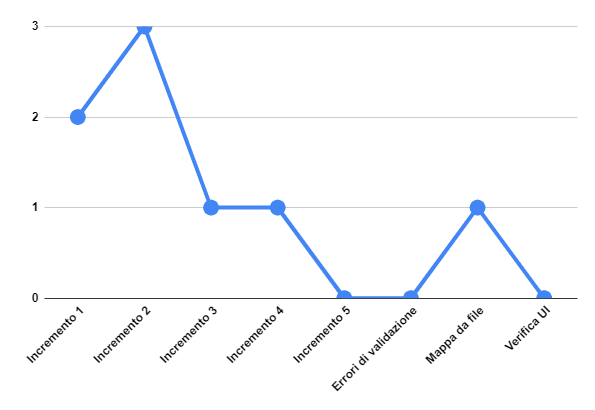 3
2
1
0
Incremento 1
Incremento 2
Incremento 3
Incremento 4
Incremento 5
Errori di validazione
Mappa da file
Verifica UI